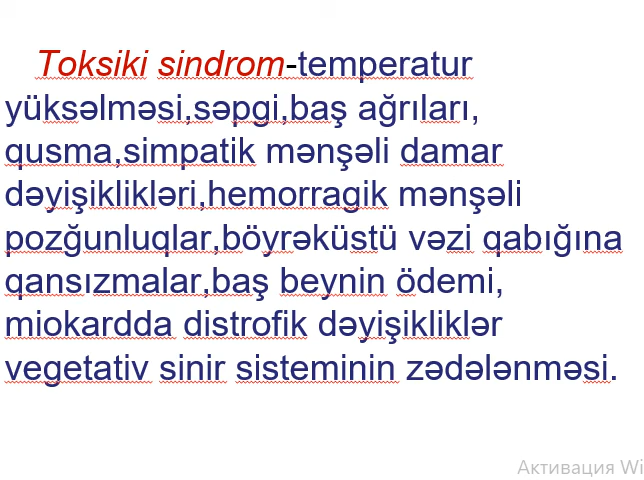 Toksiki sindrom-temperatur
yüksəlməsi,səpgi,baş ağrıları,
qusma,simpatik mənşəli damar
dəyişiklikləri,hemorragik mənşəli
pozğunluqlar,böyrəküstü vəzi qabığına
qansızmalar,baş beynin ödemi,
miokardda distrofik dəyişikliklər
vegetativ sinir sisteminin zədələnməsi.
Активация Wi